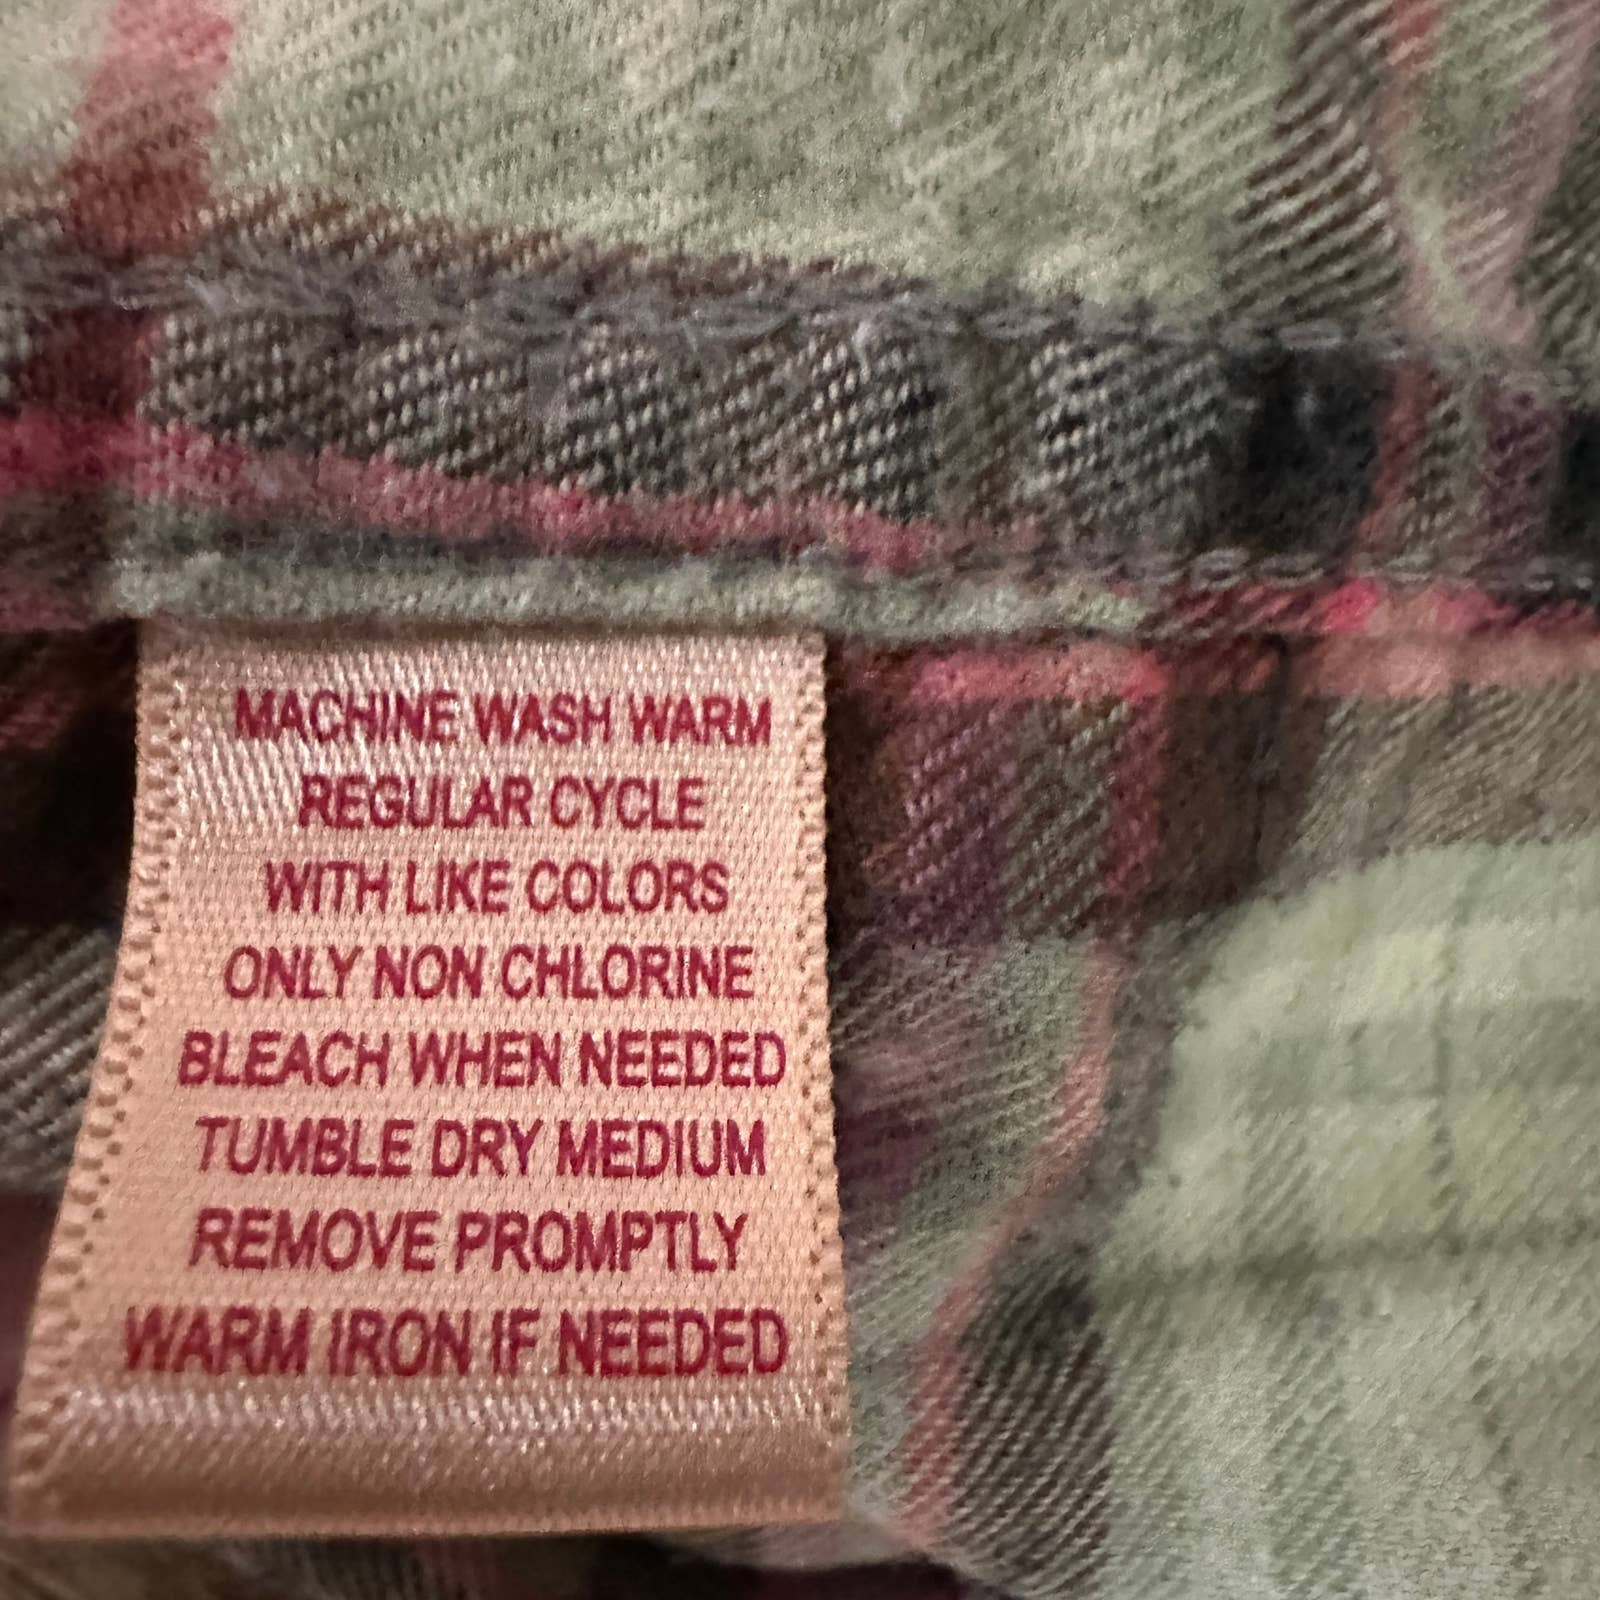 MACHINE WASH WARM
REGULAR CYCLE
WITH LIKE COLORS
ONLY NON CHLORINE
BLEACH WHEN NEEDED
TUMBLE DRY MEDIUM
REMOVE PROMPTLY
WARM IRON IF NEEDED